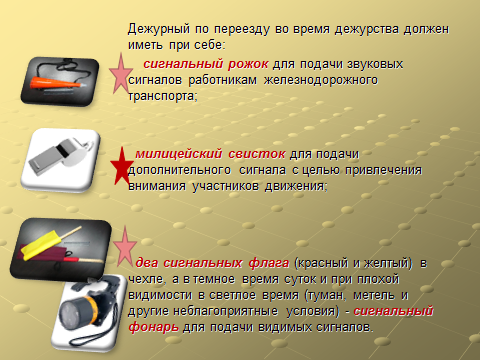 Дежурный по переезду во время дежурства должен
иметь при себе:
сигнальный рожок для подачи звуковых
сигналов работникам железнодорожного
транспорта;
милицейский свисток для подачи
дополнительного сигнала с целью привлечения
внимания участников движения;
два сигнальных флага (красный и желтый) в
чехле, а в темное время суток и при плохой
видимости в светлое время (туман, метель и
другие неблагоприятные условия) - сигнальный
фонарь для подачи видимых сигналов.